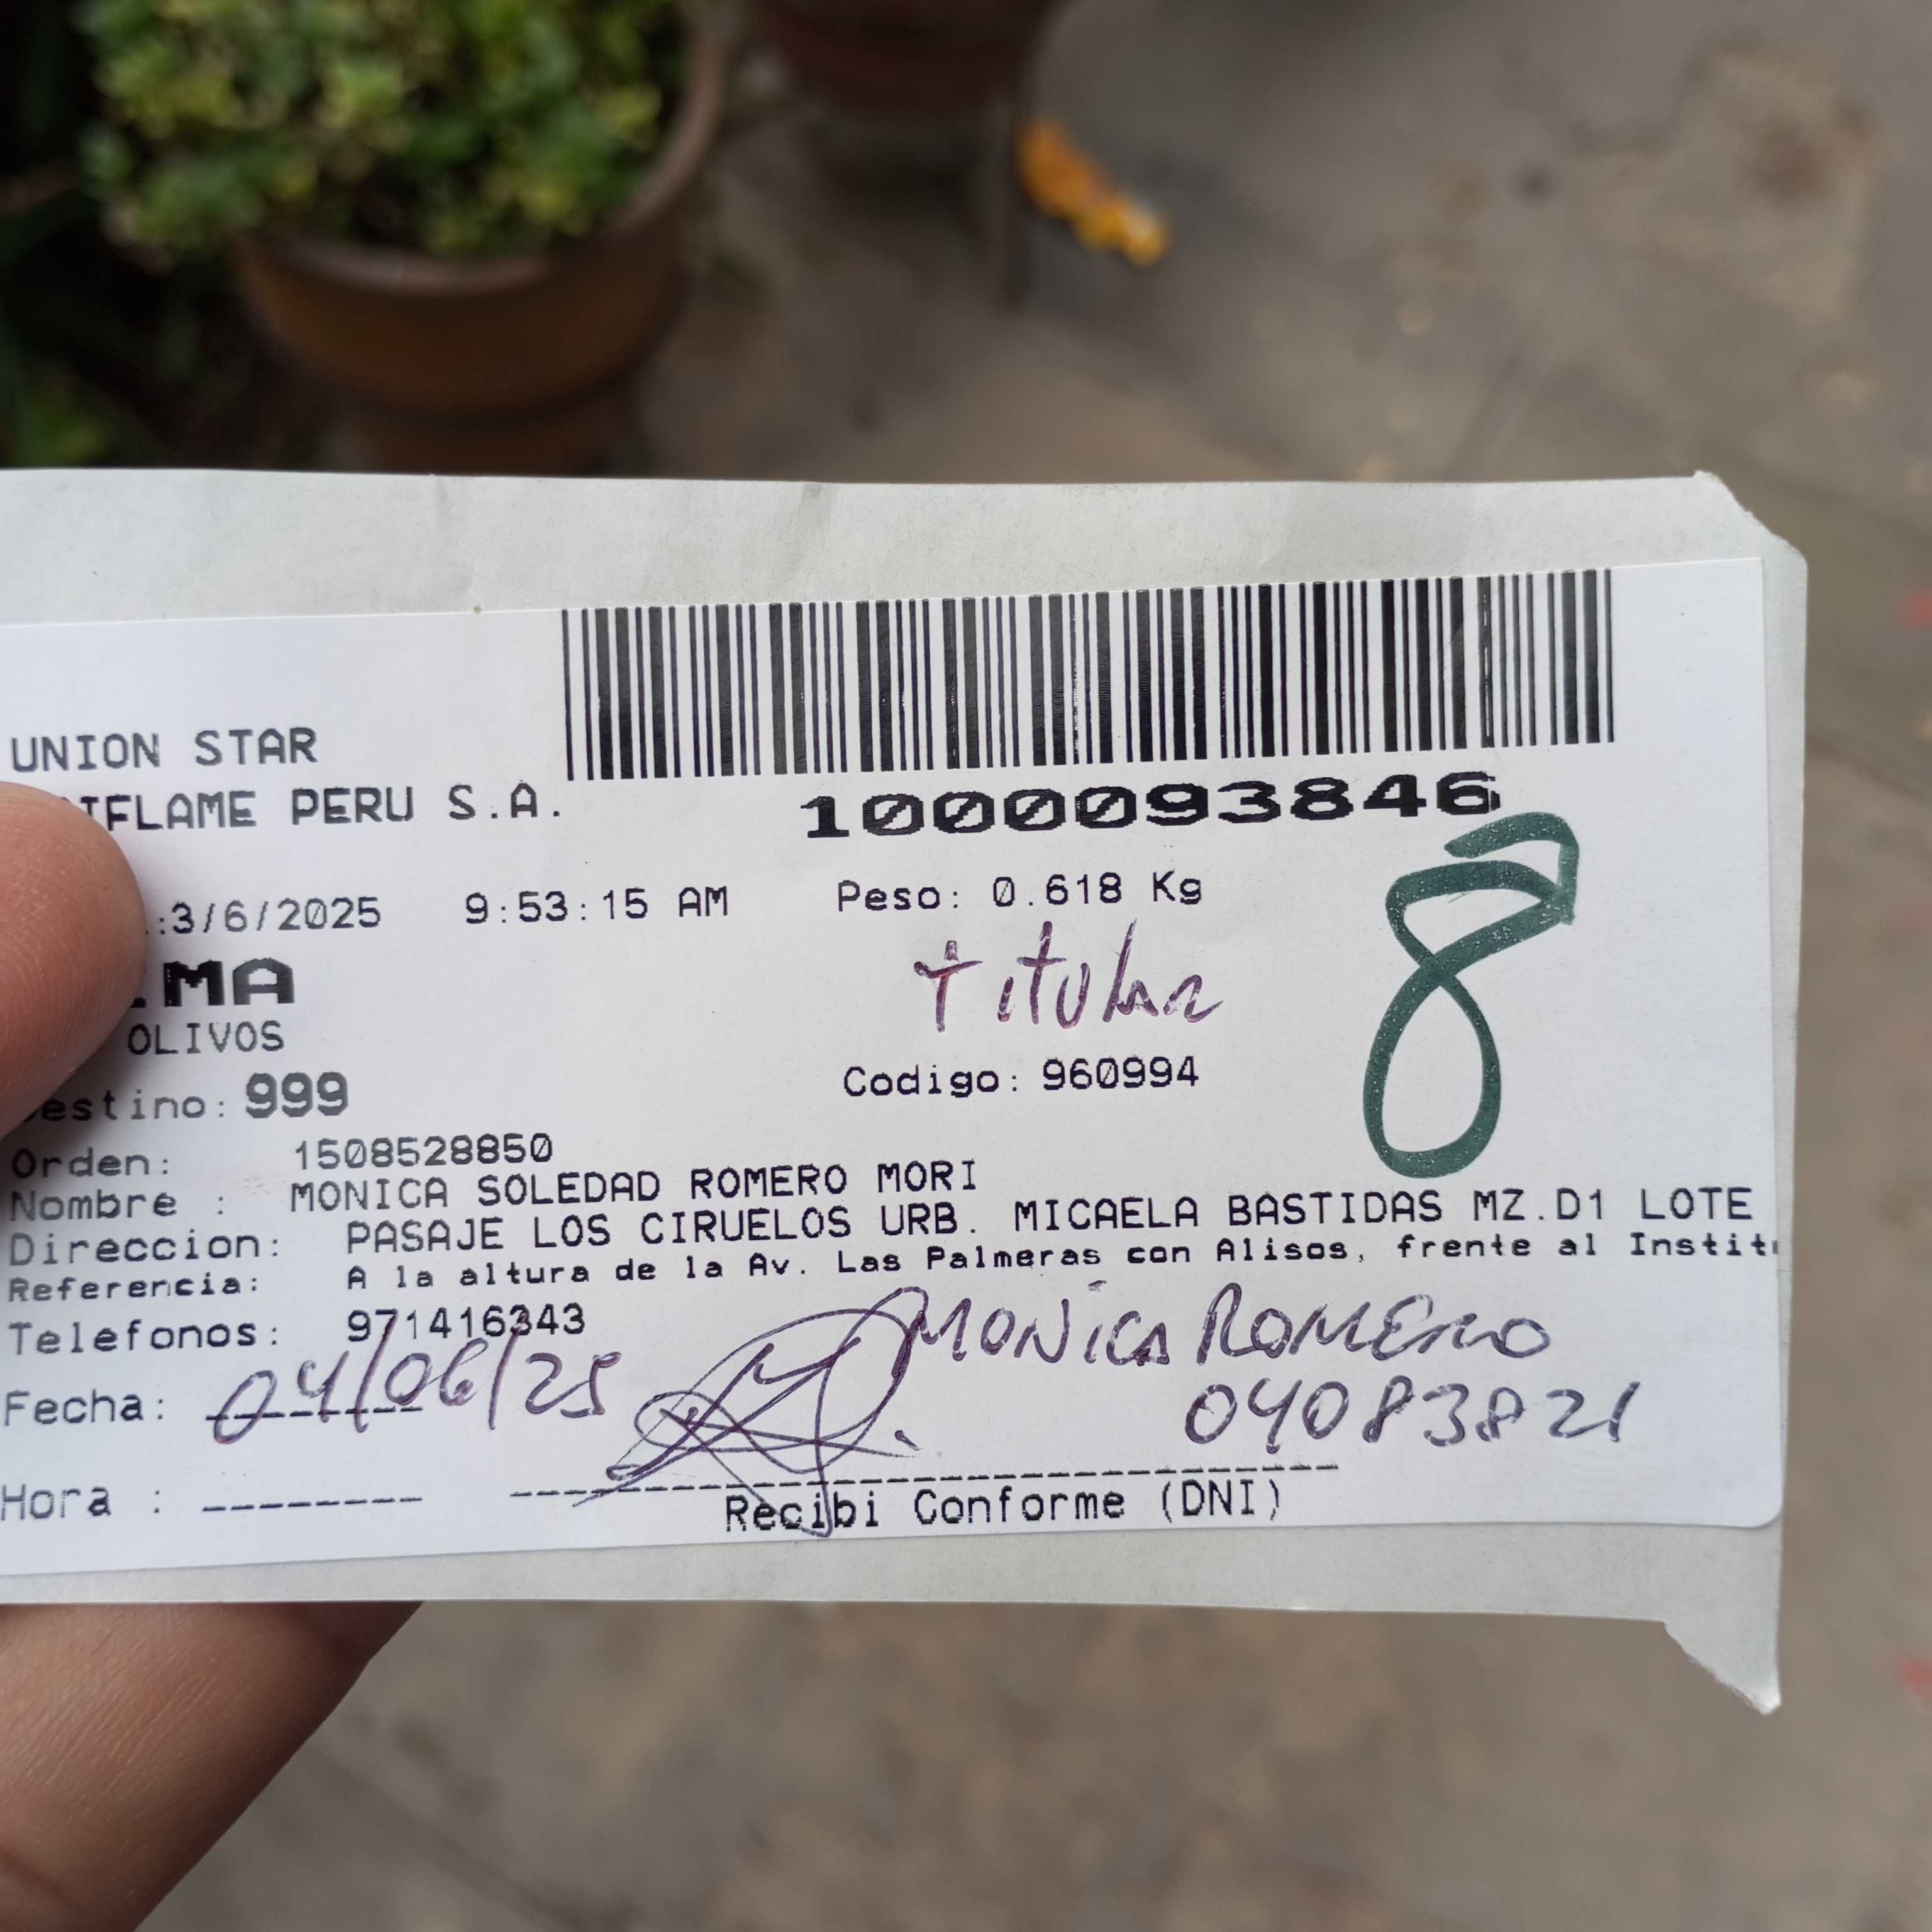 UNION STAR
IFLAME PERU S.A.
1000093846
:3/6/2025 9:53:15 AM Peso: 0.618 Kg
MA
titular
8
OLIVOS
Codigo: 960994
estino: 999
Orden: 1508528850
Nombre : MONICA SOLEDAD ROMERO MORI
Direccion: PASAJE LOS CIRUELOS URB. MICAELA BASTIDAS MZ.D1 LOTE
Referencia: A la altura de la Av. Las Palmeras con Alisos, frente al Instit
Telefonos: 971416343
MONICA ROMERO
Fecha: 04/06/25
04083821
Hora : --------
Recibi Conforme (DNI)